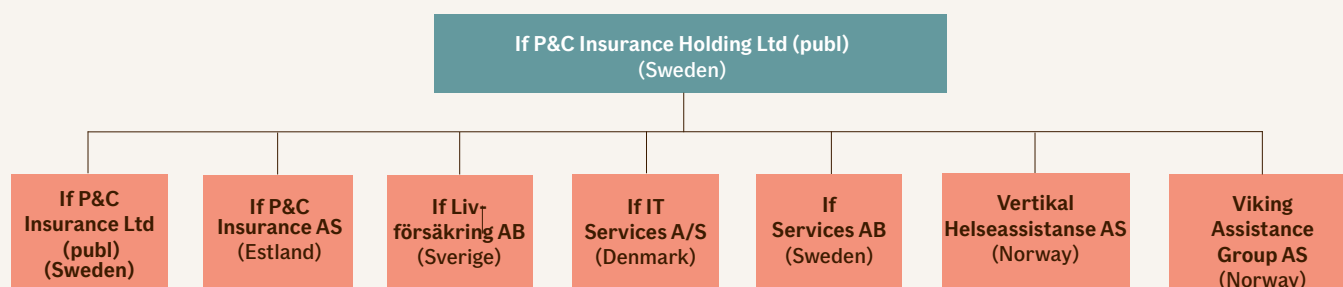 If P&C Insurance Holding Ltd (publ)
(Sweden)
If P&C
Insurance Ltd
(publ)
(Sweden)
If P&C
Insurance AS
(Estland)
If Liv-
försäkring AB
(Sverige)
If IT
Services A/S
(Denmark)
If
Services AB
(Sweden)
Vertikal
Helseassistanse AS
(Norway)
Viking
Assistance
Group AS
(Norway)